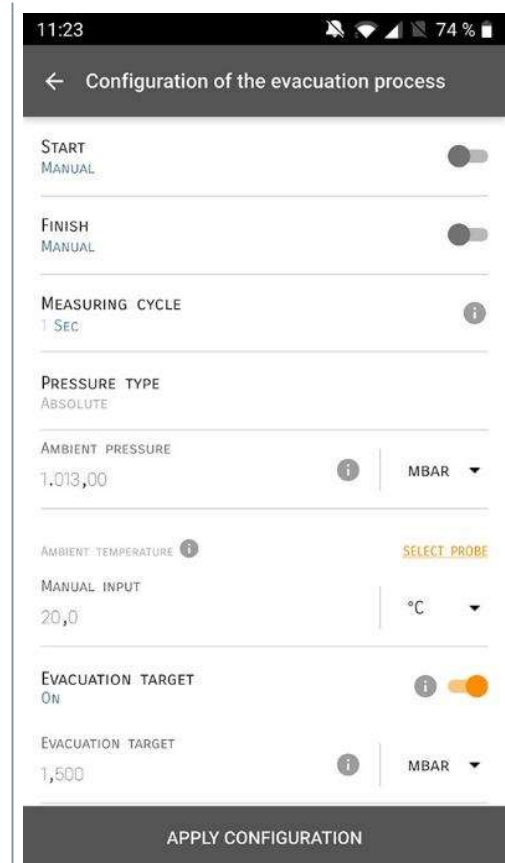 11:23
74 %
Configuration of the evacuation process
START
MANUAL
FINISH
MANUAL
MEASURING CYCLE
1 SEC
PRESSURE TYPE
ABSOLUTE
AMBIENT PRESSURE
1.013,00
MBAR
AMBIENT TEMPERATURE
SELECT PROBE
MANUAL INPUT
20,0
°C
EVACUATION TARGET
ON
EVACUATION TARGET
1,500
MBAR
APPLY CONFIGURATION